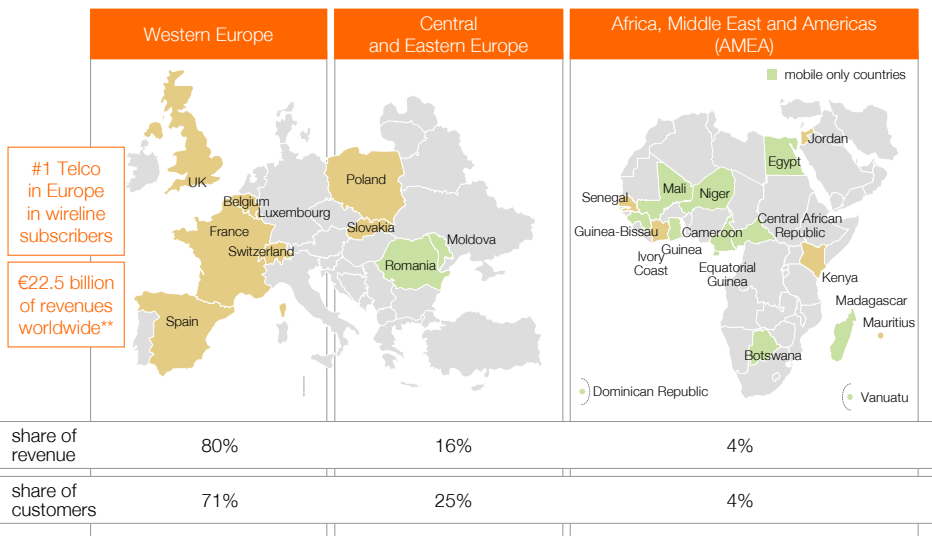 Western Europe
Central
and Eastern Europe
Africa, Middle East and Americas
(AMEA)
mobile only countries
#1 Telco
in Europe
in wireline
subscribers
€22.5 billion
of revenues
worldwide**
UK
Belgium
Luxembourg
France
Switzerland
Spain
Poland
Slovakia
Moldova
Romania
Jordan
Egypt
Mali
Niger
Senegal
Central African
Republic
Guinea-Bissau
Cameroon
Ivory
Coast
Guinea
Equatorial
Guinea
Kenya
Madagascar
Mauritius
Botswana
Dominican Republic
Vanuatu
share of
revenue
80%
16%
4%
share of
customers
71%
25%
4%